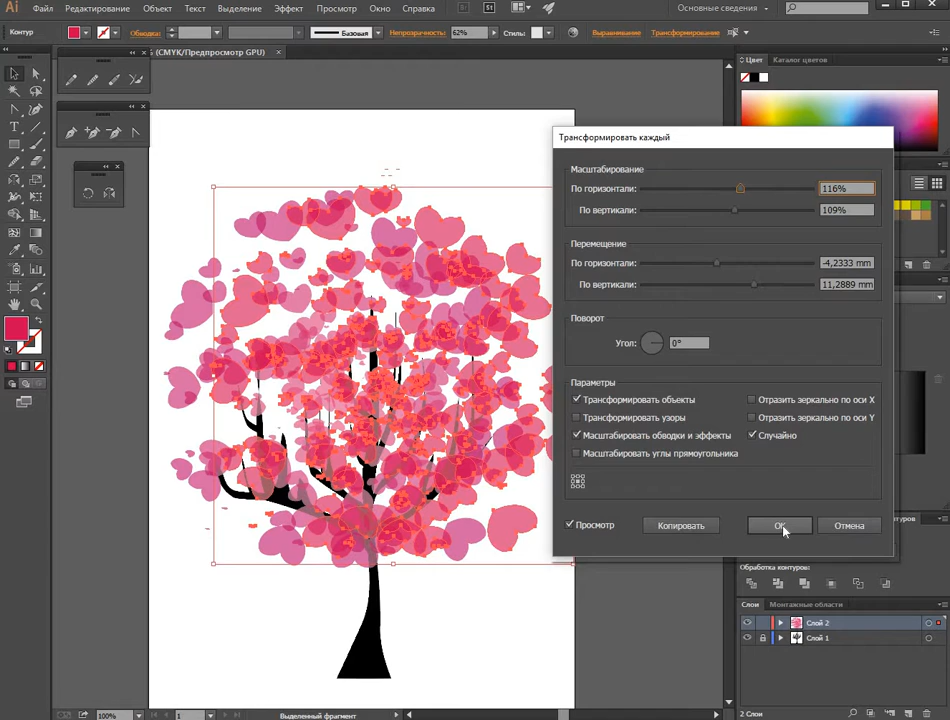 Ai Файл Редактирование Объект Текст Выделение Эффект Просмотр Окно Справка Br St Основные сведения
Контур Обводка: Базовая Непрозрачность: 62% Стиль: Выравнивание Трансформирование
(CMYK/Предпросмотр GPU) ×
Цвет Каталог цветов
Трансформировать каждый
Масштабирование
По горизонтали: 116%
По вертикали: 109%
Перемещение
По горизонтали: -4,2333 mm
По вертикали: 11,2889 mm
Поворот
Угол: 0°
Параметры
Трансформировать объекты Отразить зеркально по оси X
Трансформировать узоры Отразить зеркально по оси Y
Масштабировать обводки и эффекты Случайно
Масштабировать углы прямоугольника
Просмотр Копировать OK Отмена
Обработка контуров:
Слои Монтажные области
Слой 2
Слой 1
100% 1 Выделенный фрагмент 2 Слои